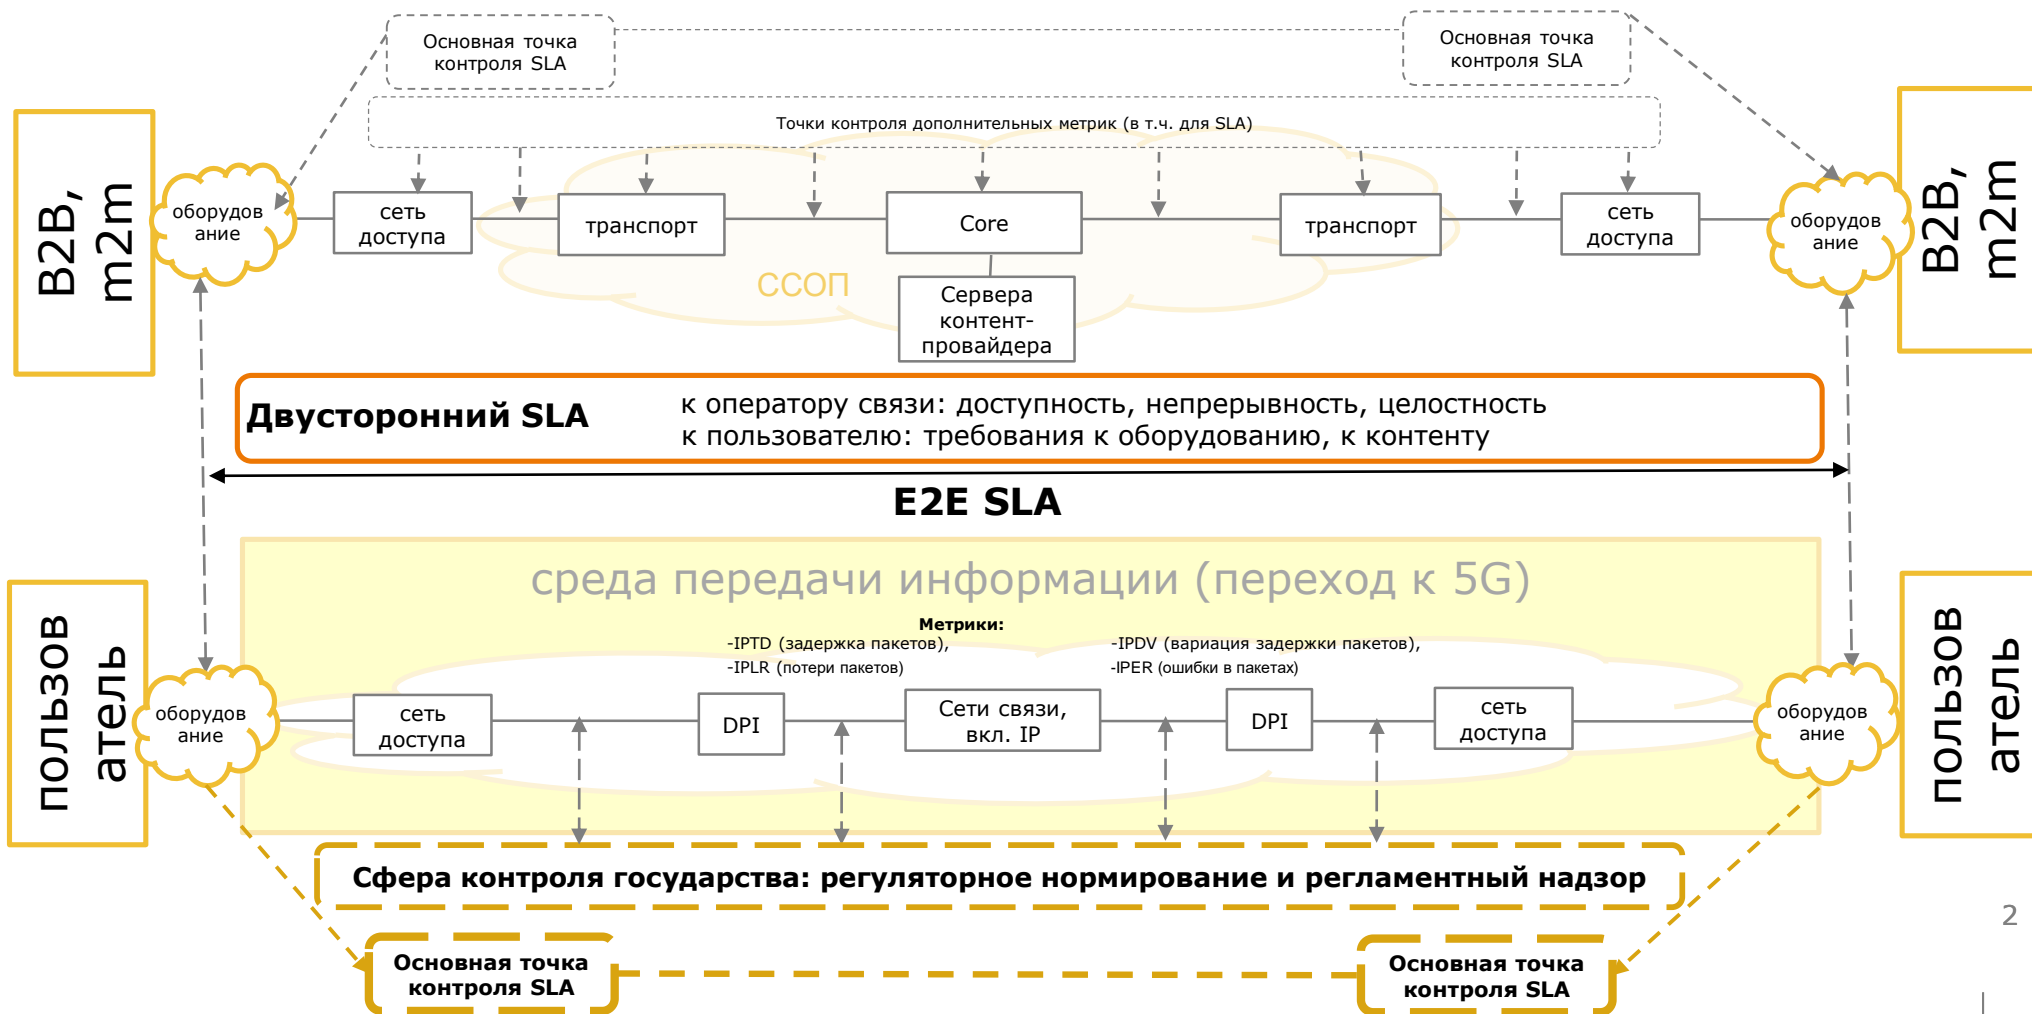 Основная точка
контроля SLA
Основная точка
контроля SLA
Точки контроля дополнительных метрик (в т.ч. для SLA)
B2B,
m2m
оборудов
ание
сеть
доступа
транспорт
Core
транспорт
сеть
доступа
оборудов
ание
B2B,
m2m
ССОП
Сервера
контент-
провайдера
Двусторонний SLA
к оператору связи: доступность, непрерывность, целостность
к пользователю: требования к оборудованию, к контенту
E2E SLA
среда передачи информации (переход к 5G)
Метрики:
-IPTD (задержка пакетов),
-IPLR (потери пакетов)
-IPDV (вариация задержки пакетов),
-IPER (ошибки в пакетах)
пользов
атель
оборудов
ание
сеть
доступа
DPI
Сети связи,
вкл. IP
DPI
сеть
доступа
оборудов
ание
пользов
атель
Сфера контроля государства: регуляторное нормирование и регламентный надзор
2
Основная точка
контроля SLA
Основная точка
контроля SLA